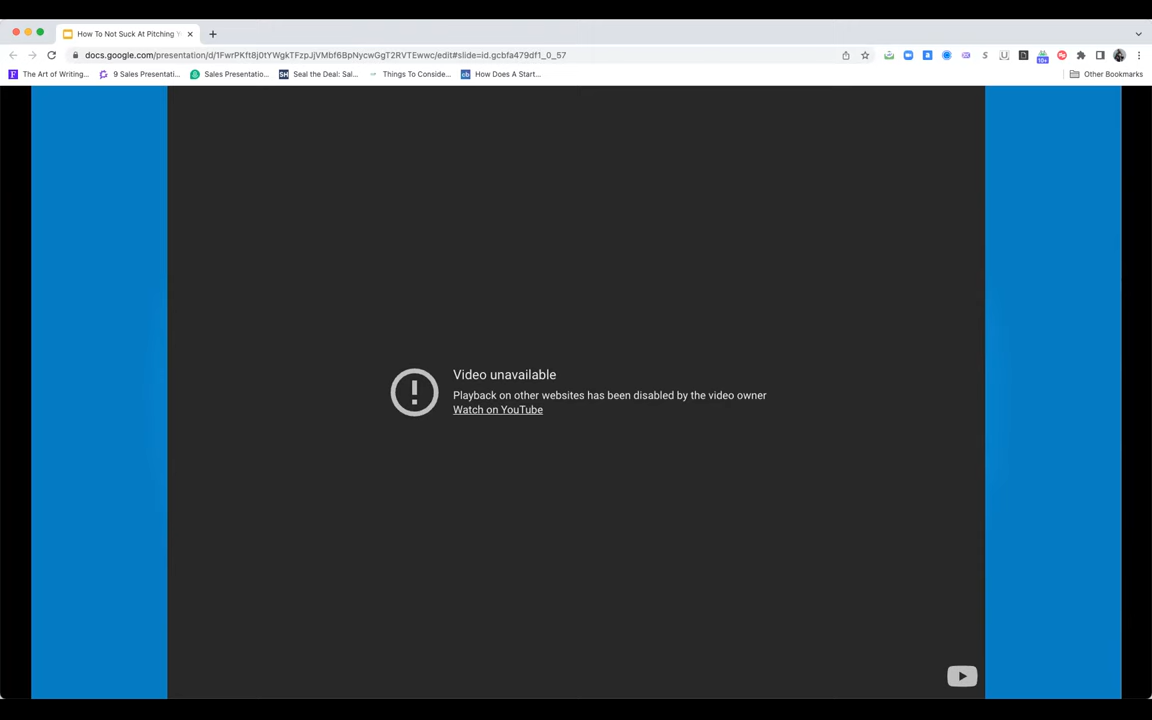 How To Not Suck At Pitching
docs.google.com/presentation/d/1FwrPKft8j0tYWgkTFzpJjVMbf6BpNycwGgT2RVTEwwc/edit#slide=id.gcbfa479df1_0_57
10+
The Art of Writing...
9 Sales Presentati...
Sales Presentatio...
SH Seal the Deal: Sal...
Things To Conside...
How Does A Start...
Other Bookmarks
Video unavailable
Playback on other websites has been disabled by the video owner
Watch on YouTube